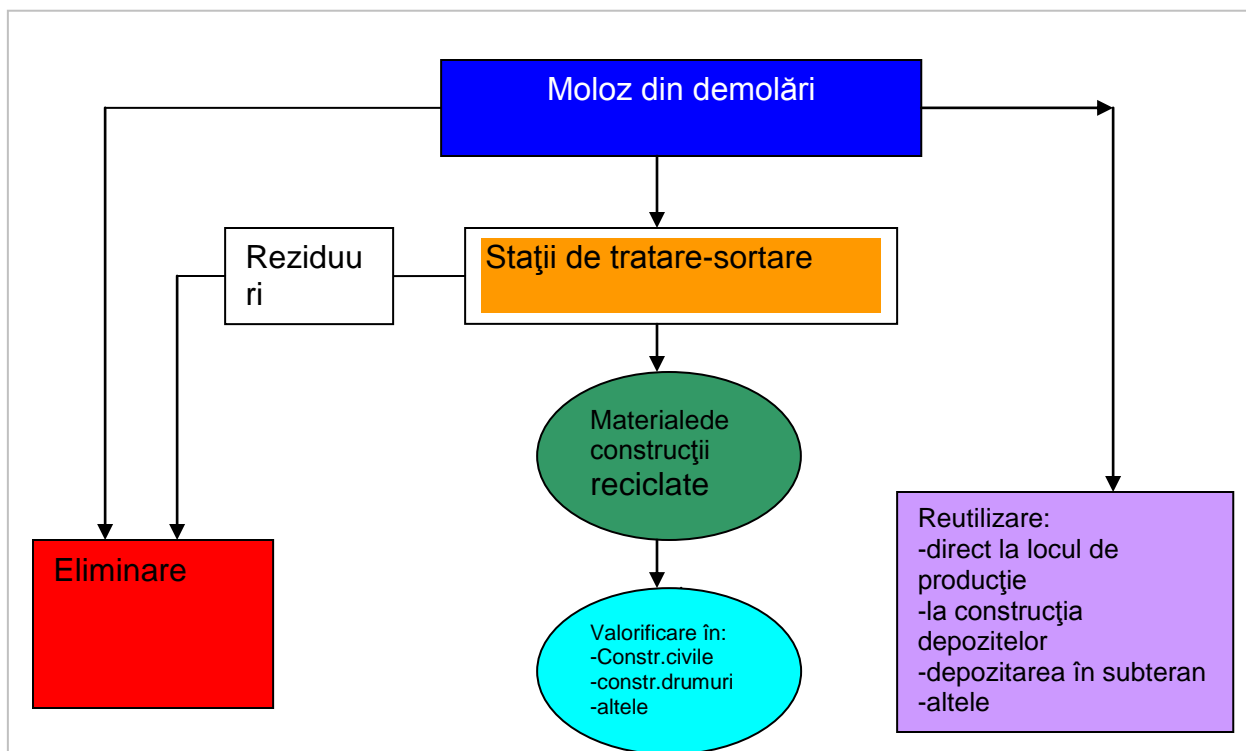 Moloz din demolări
Reziduu
ri
Staţii de tratare-sortare
Materialede
construcţii
reciclate
Eliminare
Reutilizare:
-direct la locul de
producţie
-la construcţia
depozitelor
-depozitarea în subteran
-altele
Valorificare în:
-Constr.civile
-constr.drumuri
-altele